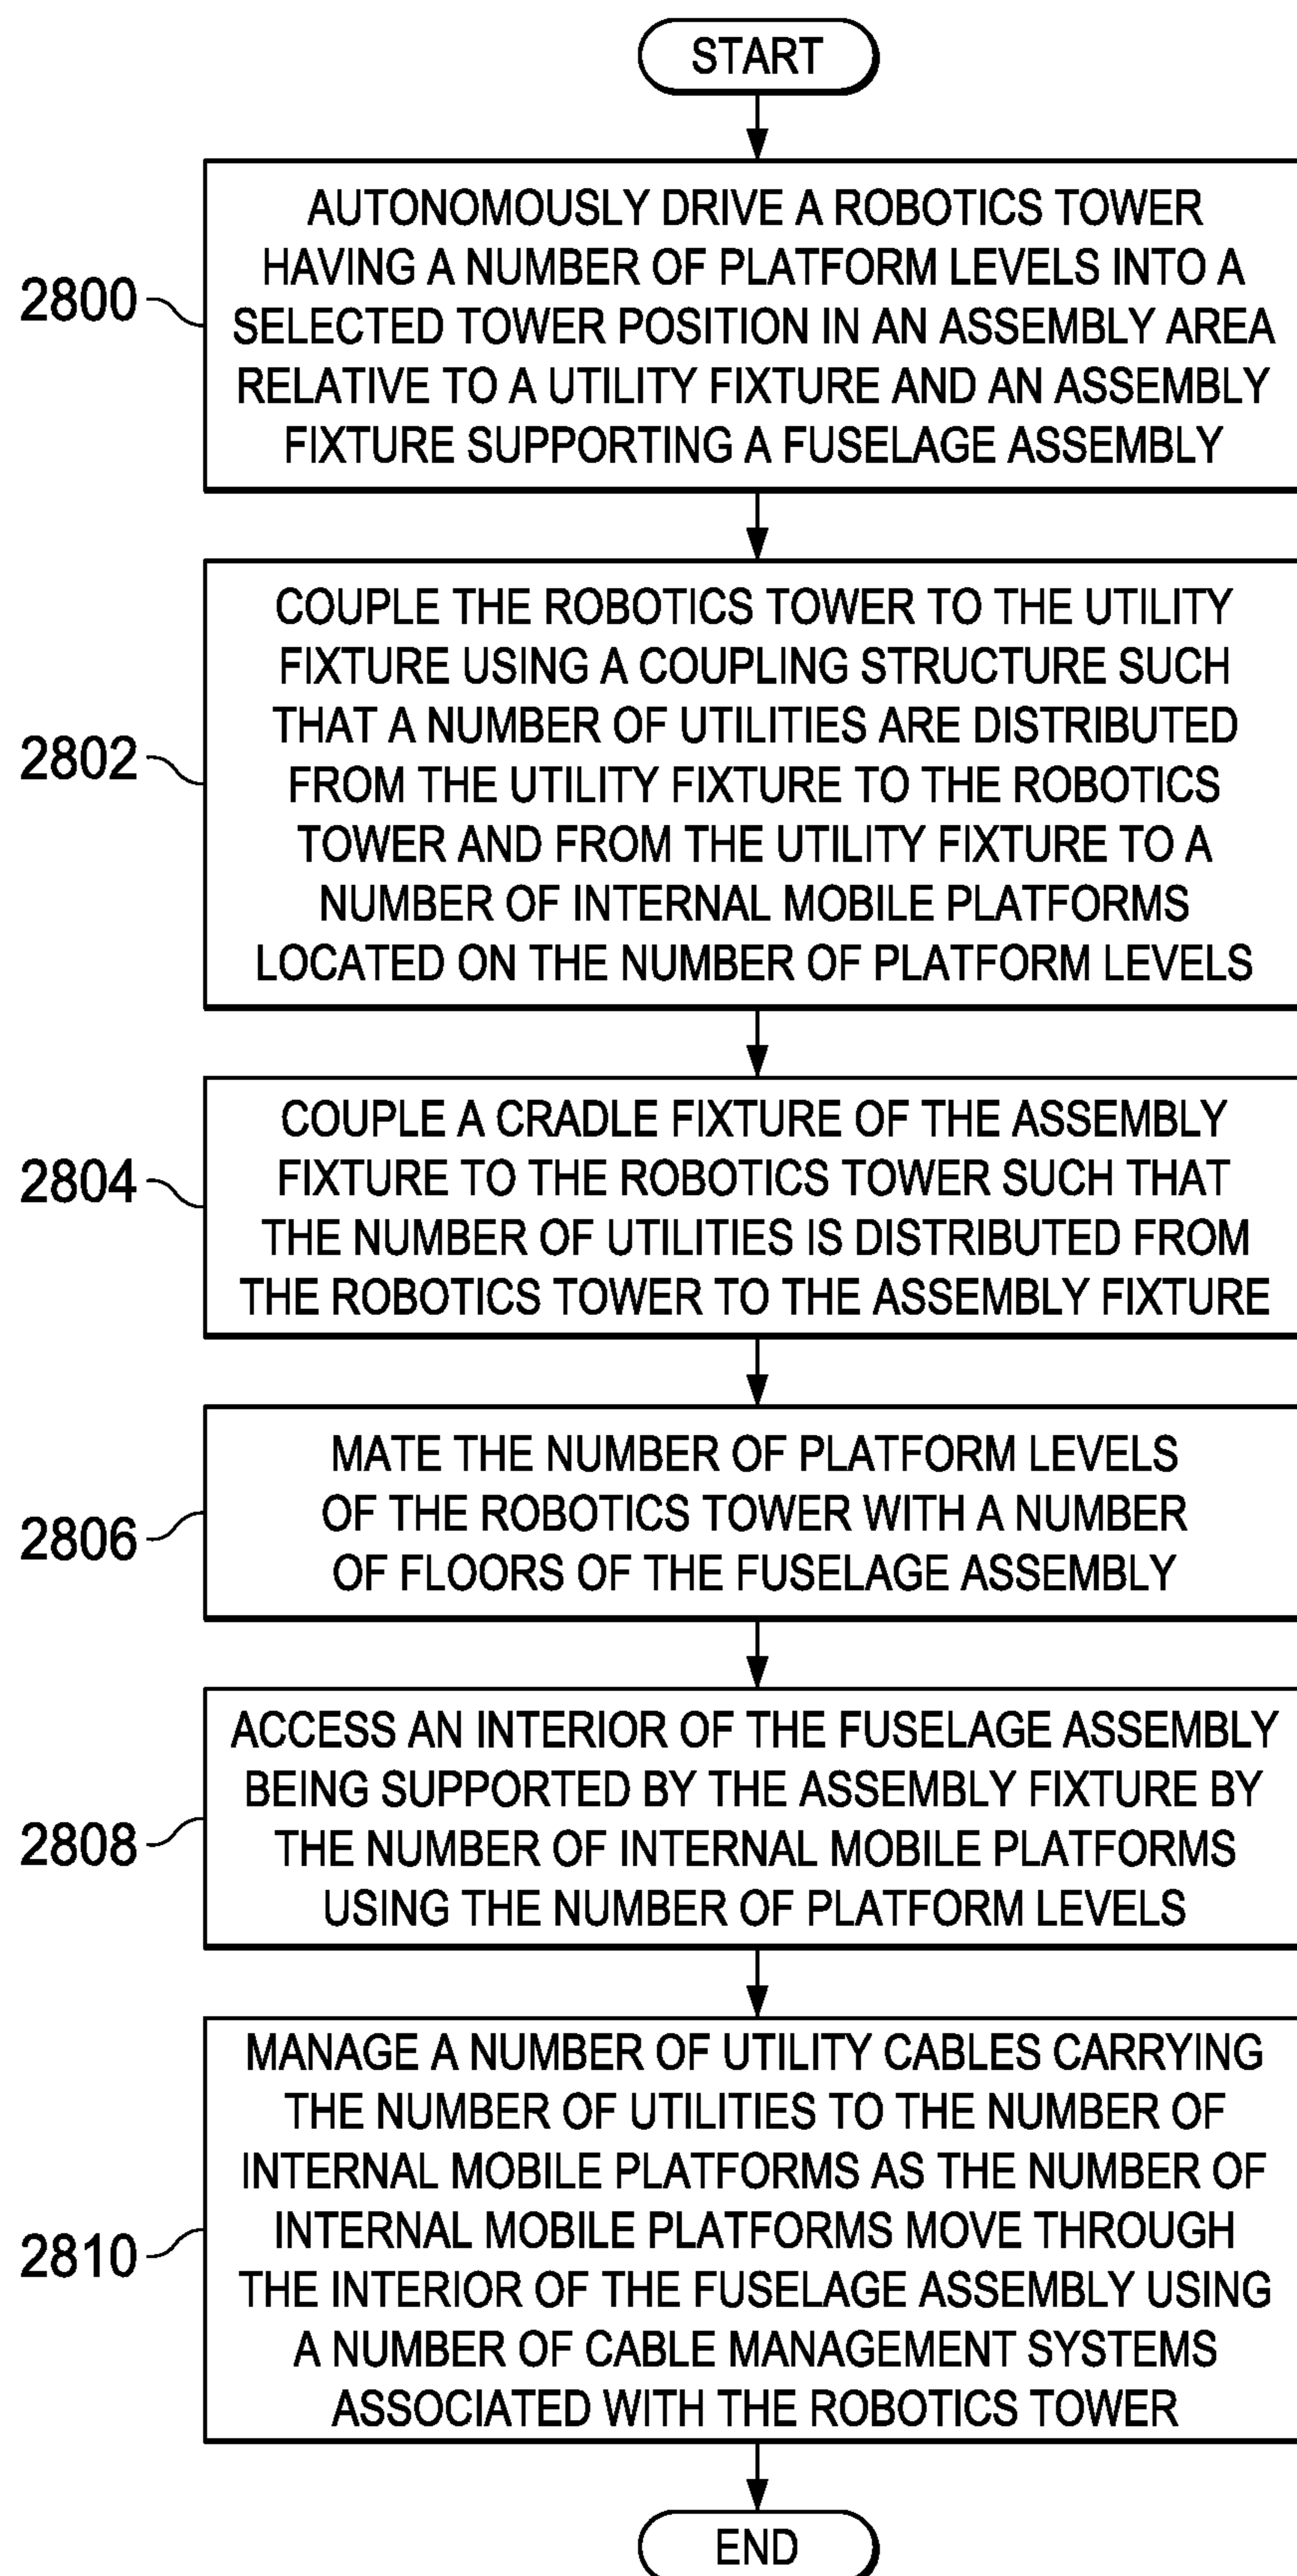 START
AUTONOMOUSLY DRIVE A ROBOTICS TOWER
HAVING A NUMBER OF PLATFORM LEVELS INTO A
SELECTED TOWER POSITION IN AN ASSEMBLY AREA
RELATIVE TO A UTILITY FIXTURE AND AN ASSEMBLY
FIXTURE SUPPORTING A FUSELAGE ASSEMBLY
2800
COUPLE THE ROBOTICS TOWER TO THE UTILITY
FIXTURE USING A COUPLING STRUCTURE SUCH
THAT A NUMBER OF UTILITIES ARE DISTRIBUTED
FROM THE UTILITY FIXTURE TO THE ROBOTICS
TOWER AND FROM THE UTILITY FIXTURE TO A
NUMBER OF INTERNAL MOBILE PLATFORMS
LOCATED ON THE NUMBER OF PLATFORM LEVELS
2802
COUPLE A CRADLE FIXTURE OF THE ASSEMBLY
FIXTURE TO THE ROBOTICS TOWER SUCH THAT
THE NUMBER OF UTILITIES IS DISTRIBUTED FROM
THE ROBOTICS TOWER TO THE ASSEMBLY FIXTURE
2804
MATE THE NUMBER OF PLATFORM LEVELS
OF THE ROBOTICS TOWER WITH A NUMBER
OF FLOORS OF THE FUSELAGE ASSEMBLY
2806
ACCESS AN INTERIOR OF THE FUSELAGE ASSEMBLY
BEING SUPPORTED BY THE ASSEMBLY FIXTURE BY
THE NUMBER OF INTERNAL MOBILE PLATFORMS
USING THE NUMBER OF PLATFORM LEVELS
2808
MANAGE A NUMBER OF UTILITY CABLES CARRYING
THE NUMBER OF UTILITIES TO THE NUMBER OF
INTERNAL MOBILE PLATFORMS AS THE NUMBER OF
INTERNAL MOBILE PLATFORMS MOVE THROUGH
THE INTERIOR OF THE FUSELAGE ASSEMBLY USING
A NUMBER OF CABLE MANAGEMENT SYSTEMS
ASSOCIATED WITH THE ROBOTICS TOWER
2810
END